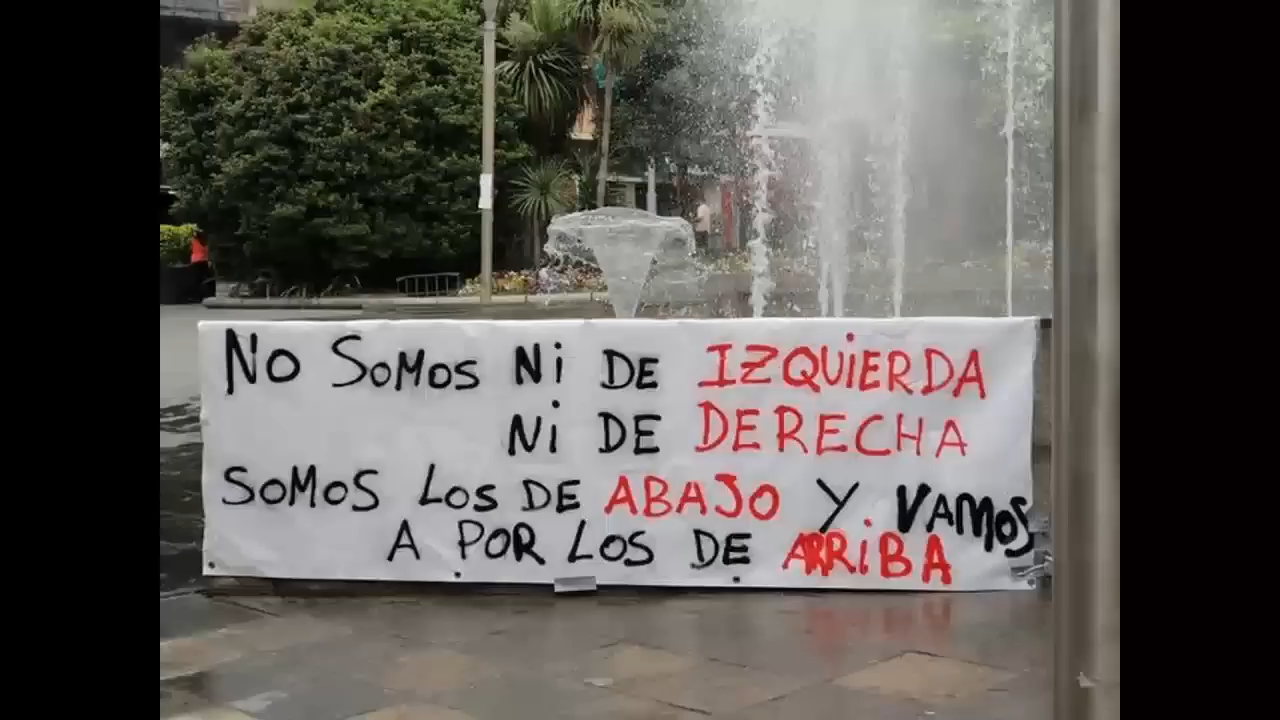 NO SOMOS Ni DE IZQUiERDA
Ni DE DERECHA
SOMOS LOS DE ABAJO Y VAMOS
A POR LOS DE ARRiBA